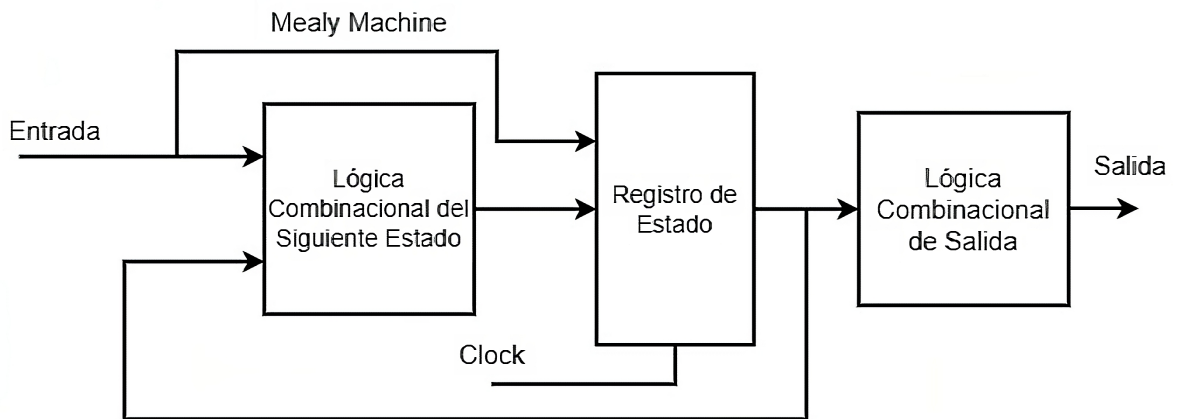 Mealy Machine
Entrada
Lógica
Combinacional del
Siguiente Estado
Registro de
Estado
Lógica
Combinacional
de Salida
Salida
Clock